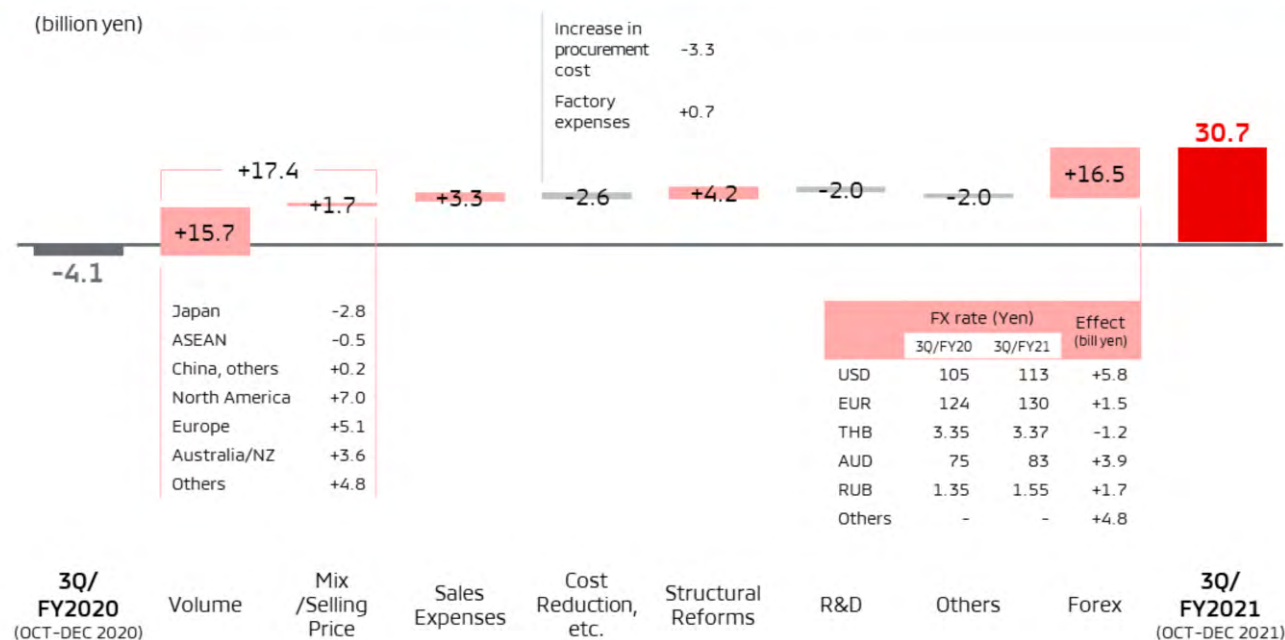 (billion yen)
Increase in
procurement -3.3
cost
Factory
expenses +0.7
30.7
+17.4
+16.5
+1.7
+3.3
-2.6
+4.2
-2.0
-2.0
+15.7
-4.1
Japan -2.8
ASEAN -0.5
China, others +0.2
North America +7.0
Europe +5.1
Australia/NZ +3.6
Others +4.8
FX rate (Yen) Effect
3Q/FY20 3Q/FY21 (bill yen)
USD 105 113 +5.8
EUR 124 130 +1.5
THB 3.35 3.37 -1.2
AUD 75 83 +3.9
RUB 1.35 1.55 +1.7
Others - - +4.8
3Q/
FY2020
(OCT-DEC 2020)
Volume
Mix
/Selling
Price
Sales
Expenses
Cost
Reduction,
etc.
Structural
Reforms
R&D
Others
Forex
3Q/
FY2021
(OCT-DEC 2021)